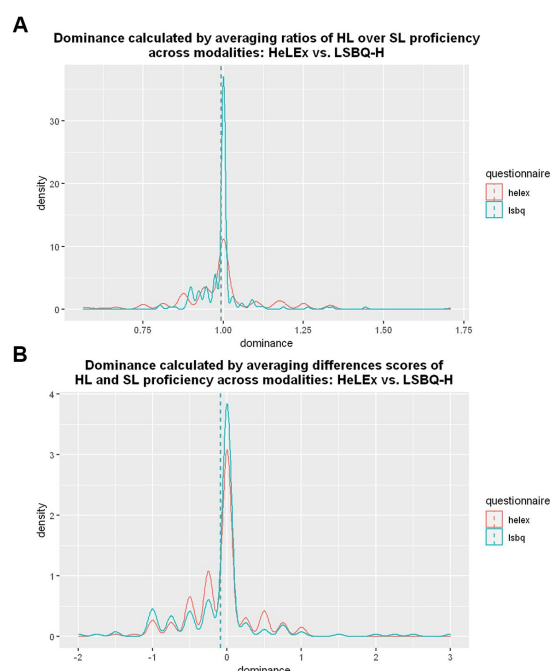 A
Dominance calculated by averaging ratios of HL over SL proficiency
across modalities: HeLEx vs. LSBQ-H
30
20
10
0
density
0.75 1.00 1.25 1.50 1.75
dominance
questionnaire
helex
lsbq
B
Dominance calculated by averaging differences scores of
HL and SL proficiency across modalities: HeLEx vs. LSBQ-H
4
3
2
1
0
density
-2 -1 0 1 2 3
dominance
questionnaire
helex
lsbq